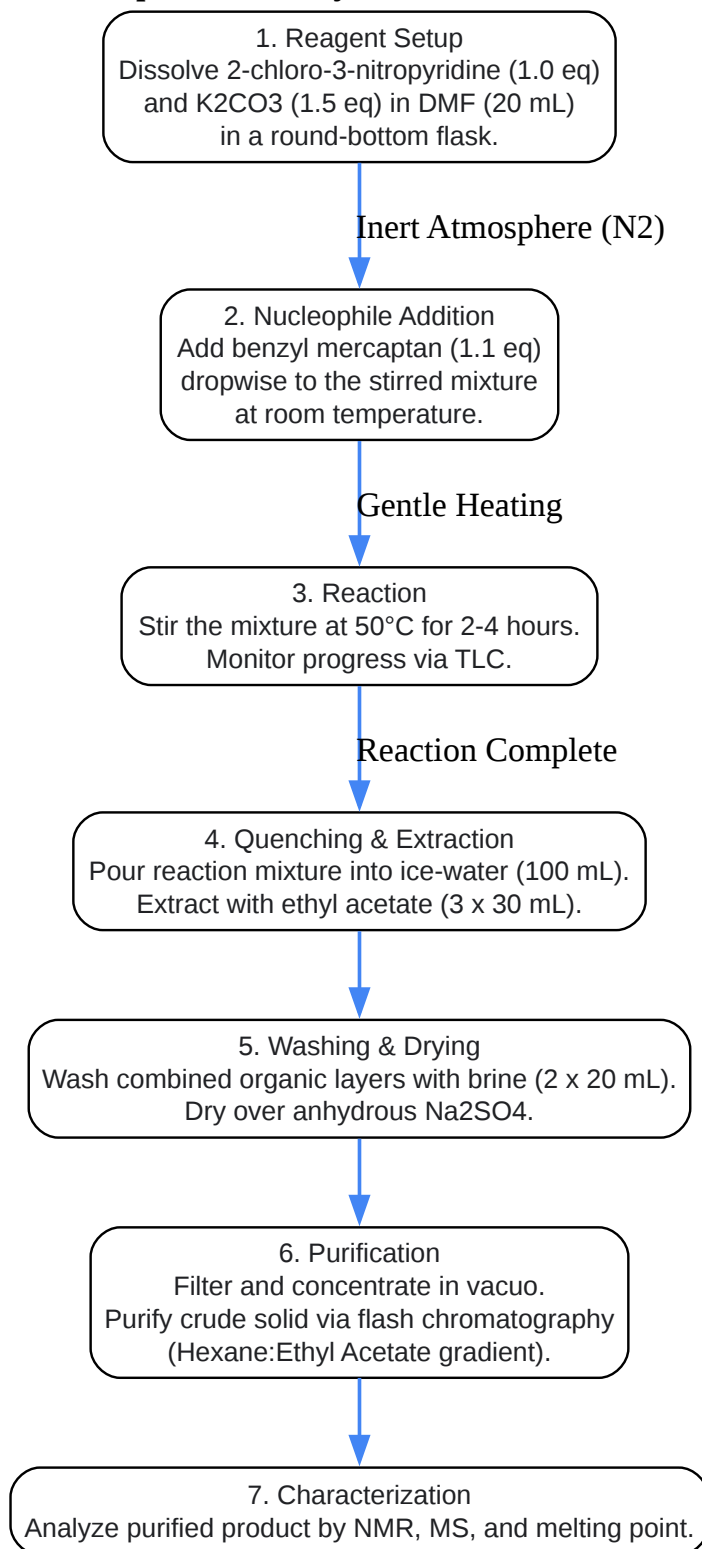 1. Reagent Setup
Dissolve 2-chloro-3-nitropyridine (1.0 eq)
and K2CO3 (1.5 eq) in DMF (20 mL)
in a round-bottom flask.
Inert Atmosphere (N2)
2. Nucleophile Addition
Add benzyl mercaptan (1.1 eq)
dropwise to the stirred mixture
at room temperature.
Gentle Heating
3. Reaction
Stir the mixture at 50°C for 2-4 hours.
Monitor progress via TLC.
Reaction Complete
4. Quenching & Extraction
Pour reaction mixture into ice-water (100 mL).
Extract with ethyl acetate (3 x 30 mL).
5. Washing & Drying
Wash combined organic layers with brine (2 x 20 mL).
Dry over anhydrous Na2SO4.
6. Purification
Filter and concentrate in vacuo.
Purify crude solid via flash chromatography
(Hexane:Ethyl Acetate gradient).
7. Characterization
Analyze purified product by NMR, MS, and melting point.